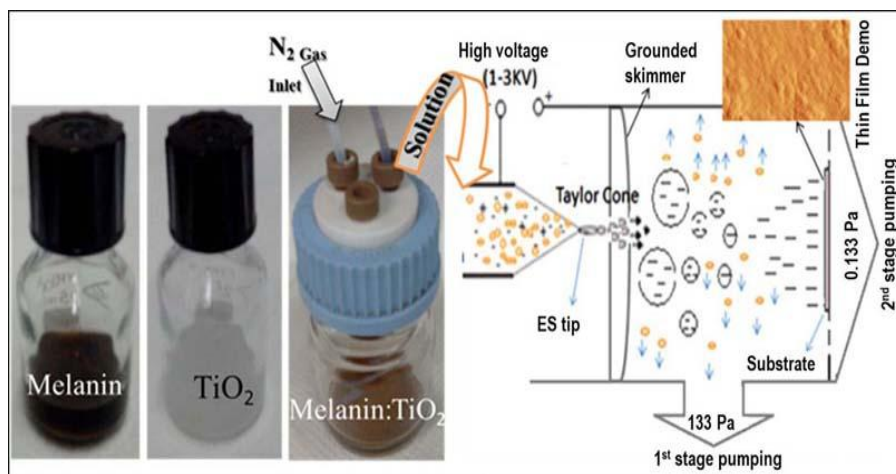 Melanin
TiO₂
N₂ Gas
Inlet
Solution
Melanin:TiO₂
High voltage
(1-3KV)
+
Grounded
skimmer
Thin Film Demo
Taylor Cone
ES tip
Substrate
0.133 Pa
2nd stage pumping
133 Pa
1st stage pumping